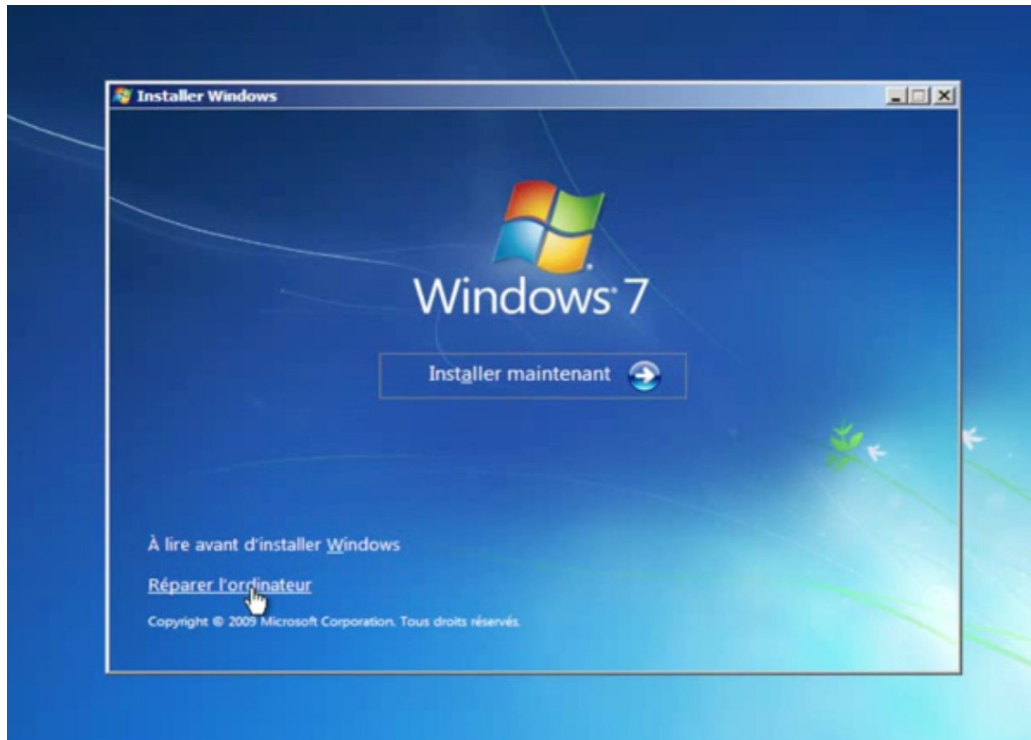 Installer Windows
Windows® 7
Installer maintenant
À lire avant d'installer Windows
Réparer l'ordinateur
Copyright © 2009 Microsoft Corporation. Tous droits réservés.